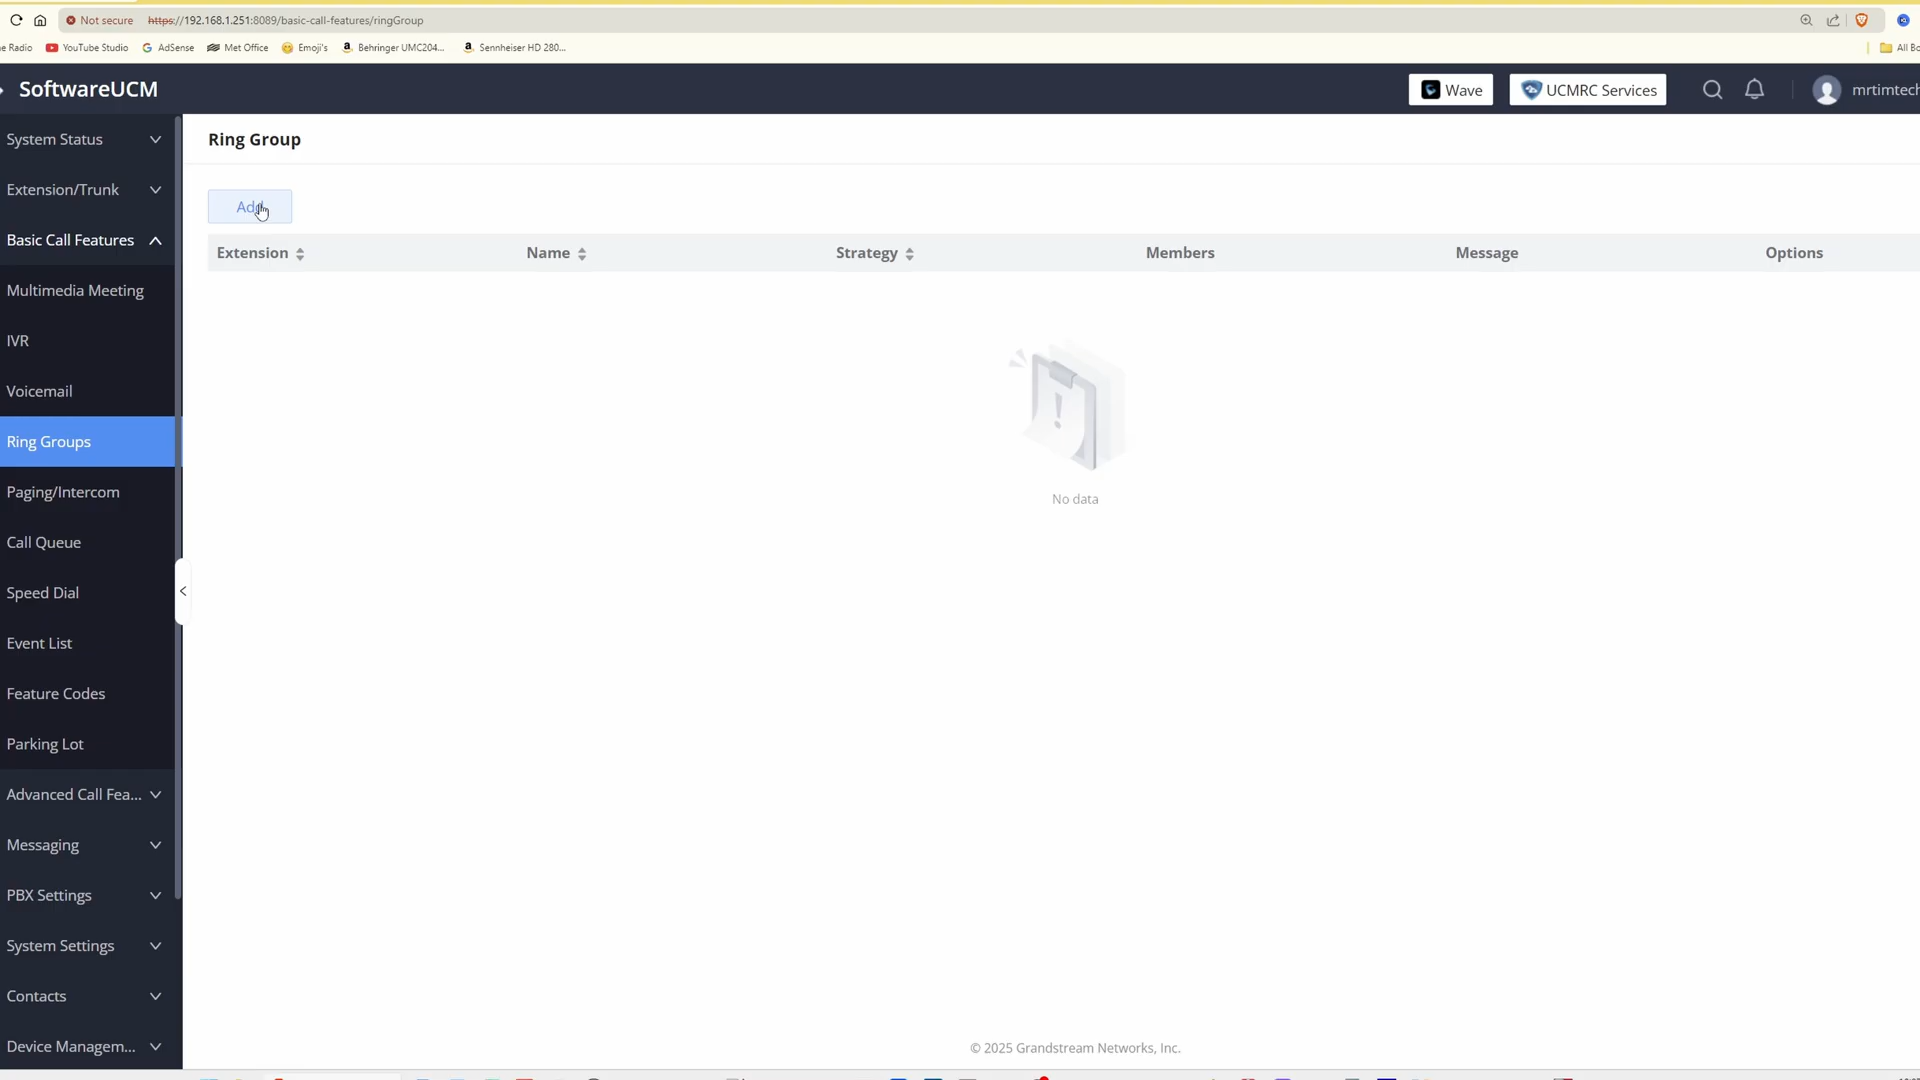 Not secure https://192.168.1.251:8089/basic-call-features/ringGroup
e Radio YouTube Studio AdSense Met Office Emoji's Behringer UMC204... Sennheiser HD 280... All Bo
SoftwareUCM Wave UCMRC Services mrtimtech
System Status
Extension/Trunk
Basic Call Features
Multimedia Meeting
IVR
Voicemail
Ring Groups
Paging/Intercom
Call Queue
Speed Dial
Event List
Feature Codes
Parking Lot
Advanced Call Fea...
Messaging
PBX Settings
System Settings
Contacts
Device Managem...
Ring Group
Add
Extension Name Strategy Members Message Options
No data
© 2025 Grandstream Networks, Inc.